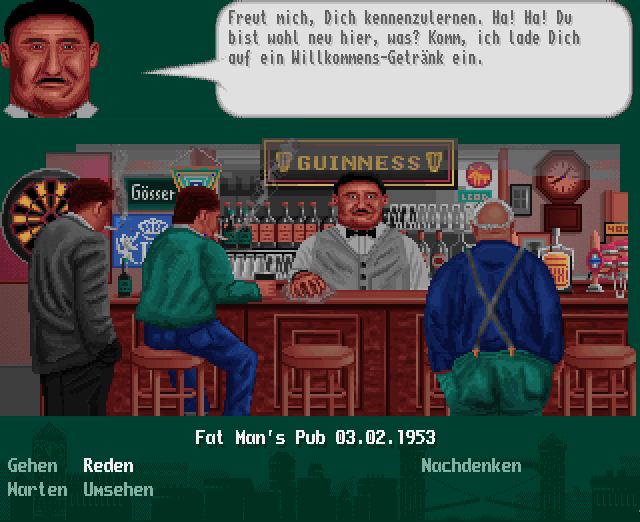 Freut mich, Dich kennenzulernen. Ha! Ha! Du
bist wohl neu hier, was? Komm, ich lade Dich
auf ein Willkommens-Getränk ein.
GUINNESS
Gösser
Fat Man's Pub 03.02.1953
Gehen Reden Nachdenken
Warten Umsehen